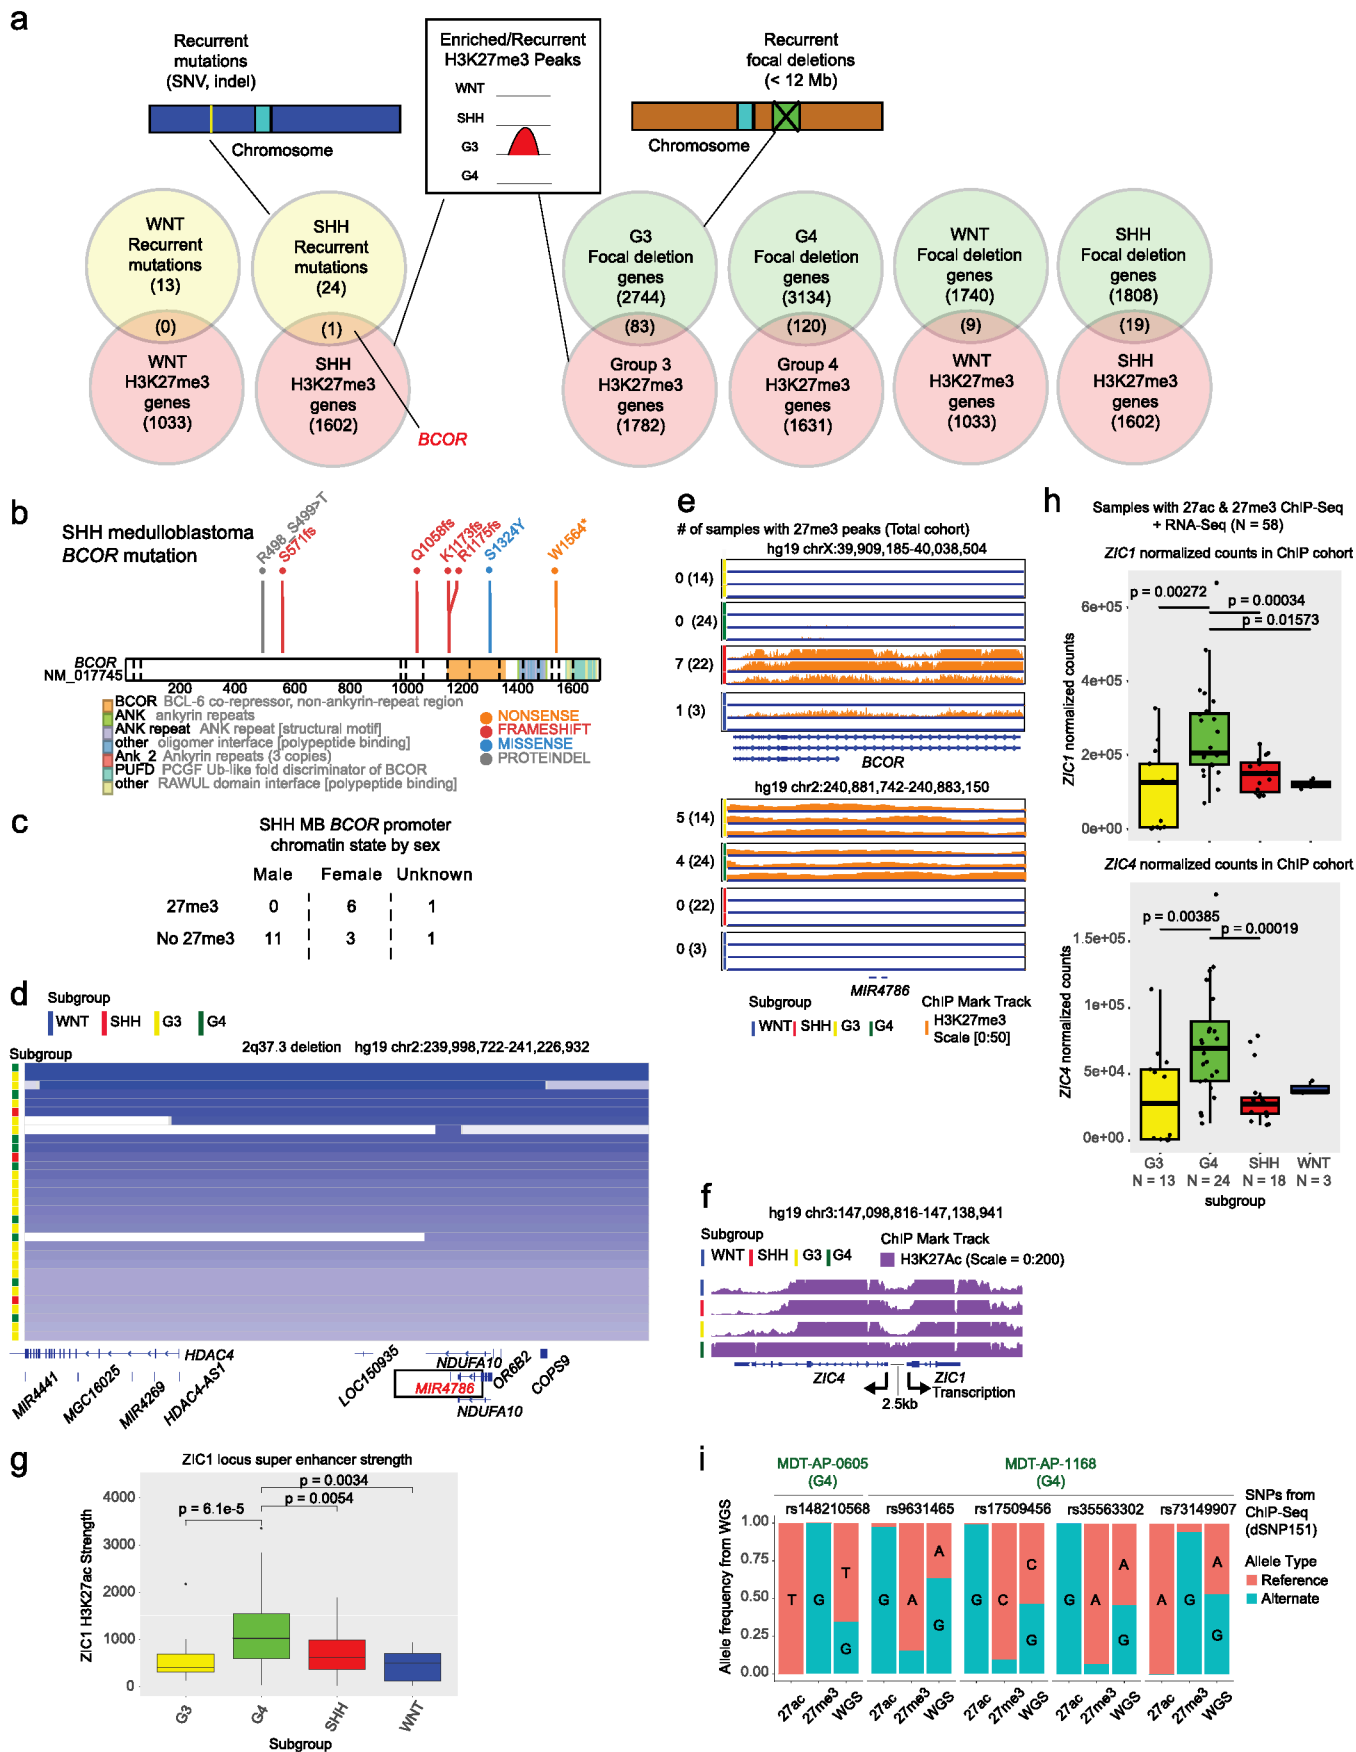 a
Recurrent
mutations
(SNV, indel)
Chromosome
Enriched/Recurrent
H3K27me3 Peaks
WNT
SHH
G3
G4
Recurrent
focal deletions
(< 12 Mb)
Chromosome
WNT
Recurrent
mutations
(13)
(0)
WNT
H3K27me3
genes
(1033)
SHH
Recurrent
mutations
(24)
(1)
SHH
H3K27me3
genes
(1602)
BCOR
G3
Focal deletion
genes
(2744)
(83)
Group 3
H3K27me3
genes
(1782)
G4
Focal deletion
genes
(3134)
(120)
Group 4
H3K27me3
genes
(1631)
WNT
Focal deletion
genes
(1740)
(9)
WNT
H3K27me3
genes
(1033)
SHH
Focal deletion
genes
(1808)
(19)
SHH
H3K27me3
genes
(1602)
b
SHH medulloblastoma
BCOR mutation
R498_S499>T
S571fs
Q1058fs
K1173fs
R1175fs
S1324Y
W1564*
BCOR
NM_017745
200 400 600 800 1000 1200 1400 1600
BCOR BCL-6 co-repressor, non-ankyrin-repeat region
ANK ankyrin repeats
ANK repeat ANK repeat [structural motif]
other oligomer interface [polypeptide binding]
Ank_2 Ankyrin repeats (3 copies)
PUFD PCGF Ub-like fold discriminator of BCOR
other RAWUL domain interface [polypeptide binding]
NONSENSE
FRAMESHIFT
MISSENSE
PROTEINDEL
c
SHH MB BCOR promoter
chromatin state by sex
Male Female Unknown
27me3 0 6 1
No 27me3 11 3 1
d
Subgroup
WNT SHH G3 G4
Subgroup
2q37.3 deletion hg19 chr2:239,998,722-241,226,932
HDAC4
MIR4441
MGC16025
MIR4269
HDAC4-AS1
LOC150935
NDUFA10
MIR4786
NDUFA10
OR6B2
COPS9
e
# of samples with 27me3 peaks (Total cohort)
hg19 chrX:39,909,185-40,038,504
0 (14)
0 (24)
7 (22)
1 (3)
BCOR
hg19 chr2:240,881,742-240,883,150
5 (14)
4 (24)
0 (22)
0 (3)
MIR4786
Subgroup
WNT SHH G3 G4
ChIP Mark Track
H3K27me3
Scale [0:50]
f
hg19 chr3:147,098,816-147,138,941
Subgroup
WNT SHH G3 G4
ChIP Mark Track
H3K27Ac (Scale = 0:200)
ZIC4
ZIC1
Transcription
2.5kb
g
ZIC1 locus super enhancer strength
p = 0.0034
p = 0.0054
p = 6.1e-5
ZIC1 H3K27ac Strength
4000
3000
2000
1000
0
G3
G4
SHH
WNT
Subgroup
h
Samples with 27ac & 27me3 ChIP-Seq
+ RNA-Seq (N = 58)
ZIC1 normalized counts in ChIP cohort
p = 0.00272
p = 0.00034
p = 0.01573
ZIC1 normalized counts
6e+05
4e+05
2e+05
0e+00
ZIC4 normalized counts in ChIP cohort
p = 0.00385
p = 0.00019
ZIC4 normalized counts
1.5e+05
1e+05
5e+04
0e+00
G3 G4 SHH WNT
N = 13 N = 24 N = 18 N = 3
subgroup
i
MDT-AP-0605
(G4)
MDT-AP-1168
(G4)
rs148210568 rs9631465 rs17509456 rs35563302 rs73149907
Allele frequency from WGS
1.00
0.75
0.50
0.25
0.00
T G T G
G A A G
G C C G
G A A G
A G A G
27ac 27me3 WGS 27ac 27me3 WGS 27ac 27me3 WGS 27ac 27me3 WGS 27ac 27me3 WGS
SNPs from
ChIP-Seq
(dSNP151)
Allele Type
Reference
Alternate